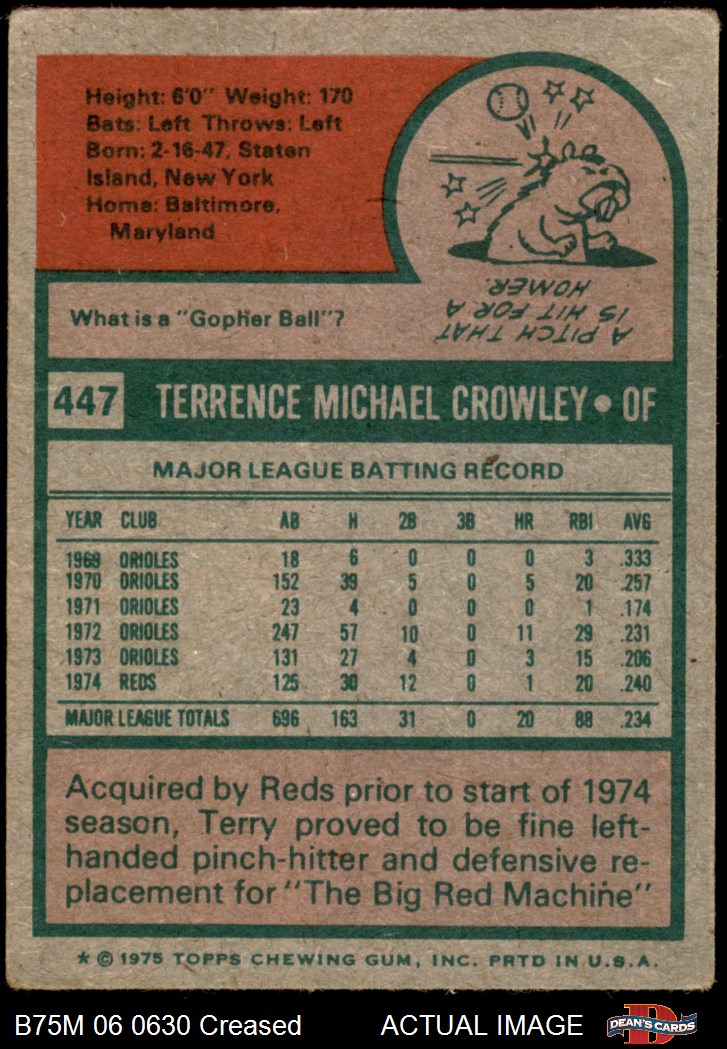 Height: 6'0" Weight: 170
Bats: Left Throws: Left
Born: 2-16-47, Staten
Island, New York
Home: Baltimore,
Maryland
What is a "Gopher Ball"?
A PITCH THAT
IS HIT FOR A
HOMER.
447 TERRENCE MICHAEL CROWLEY • OF
MAJOR LEAGUE BATTING RECORD
YEAR CLUB AB H 2B 3B HR RBI AVG
1969 ORIOLES 18 6 0 0 0 3 .333
1970 ORIOLES 152 39 5 0 5 20 .257
1971 ORIOLES 23 4 0 0 0 1 .174
1972 ORIOLES 247 57 10 0 11 29 .231
1973 ORIOLES 131 27 4 0 3 15 .206
1974 REDS 125 30 12 0 1 20 .240
MAJOR LEAGUE TOTALS 696 163 31 0 20 88 .234
Acquired by Reds prior to start of 1974
season, Terry proved to be fine left-
handed pinch-hitter and defensive re-
placement for "The Big Red Machine"
* © 1975 TOPPS CHEWING GUM, INC. PRTD IN U.S.A.
B75M 06 0630 Creased ACTUAL IMAGE
DEAN'S CARDS